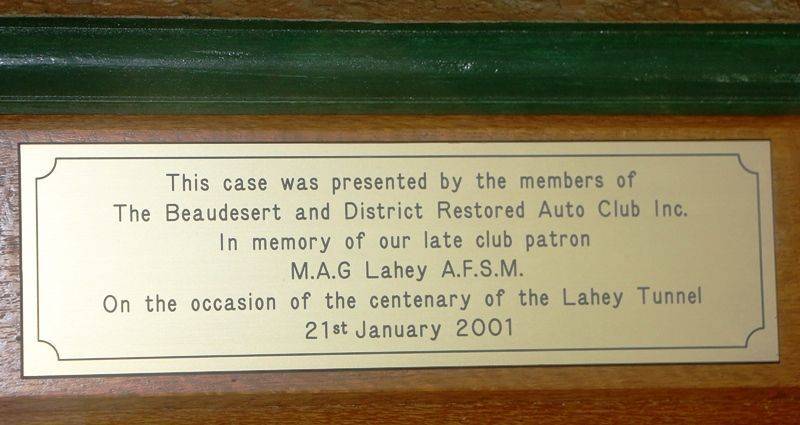 This case was presented by the members of
The Beaudesert and District Restored Auto Club Inc.
In memory of our late club patron
M.A.G Lahey A.F.S.M.
On the occasion of the centenary of the Lahey Tunnel
21st January 2001